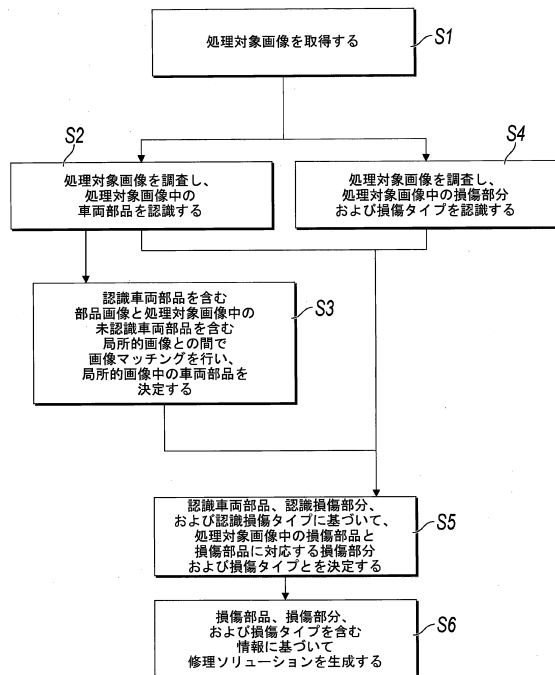 処理対象画像を取得する
S1
S2
処理対象画像を調査し、
処理対象画像中の
車両部品を認識する
S4
処理対象画像を調査し、
処理対象画像中の損傷部分
および損傷タイプを認識する
認識車両部品を含む
部品画像と処理対象画像中の
未認識車両部品を含む
局所的画像との間で
画像マッチングを行い、
局所的画像中の車両部品を
決定する
S3
認識車両部品、認識損傷部分、
および認識損傷タイプに基づいて、
処理対象画像中の損傷部品と
損傷部品に対応する損傷部分
および損傷タイプとを決定する
S5
損傷部品、損傷部分、
および損傷タイプを含む
情報に基づいて
修理ソリューションを生成する
S6